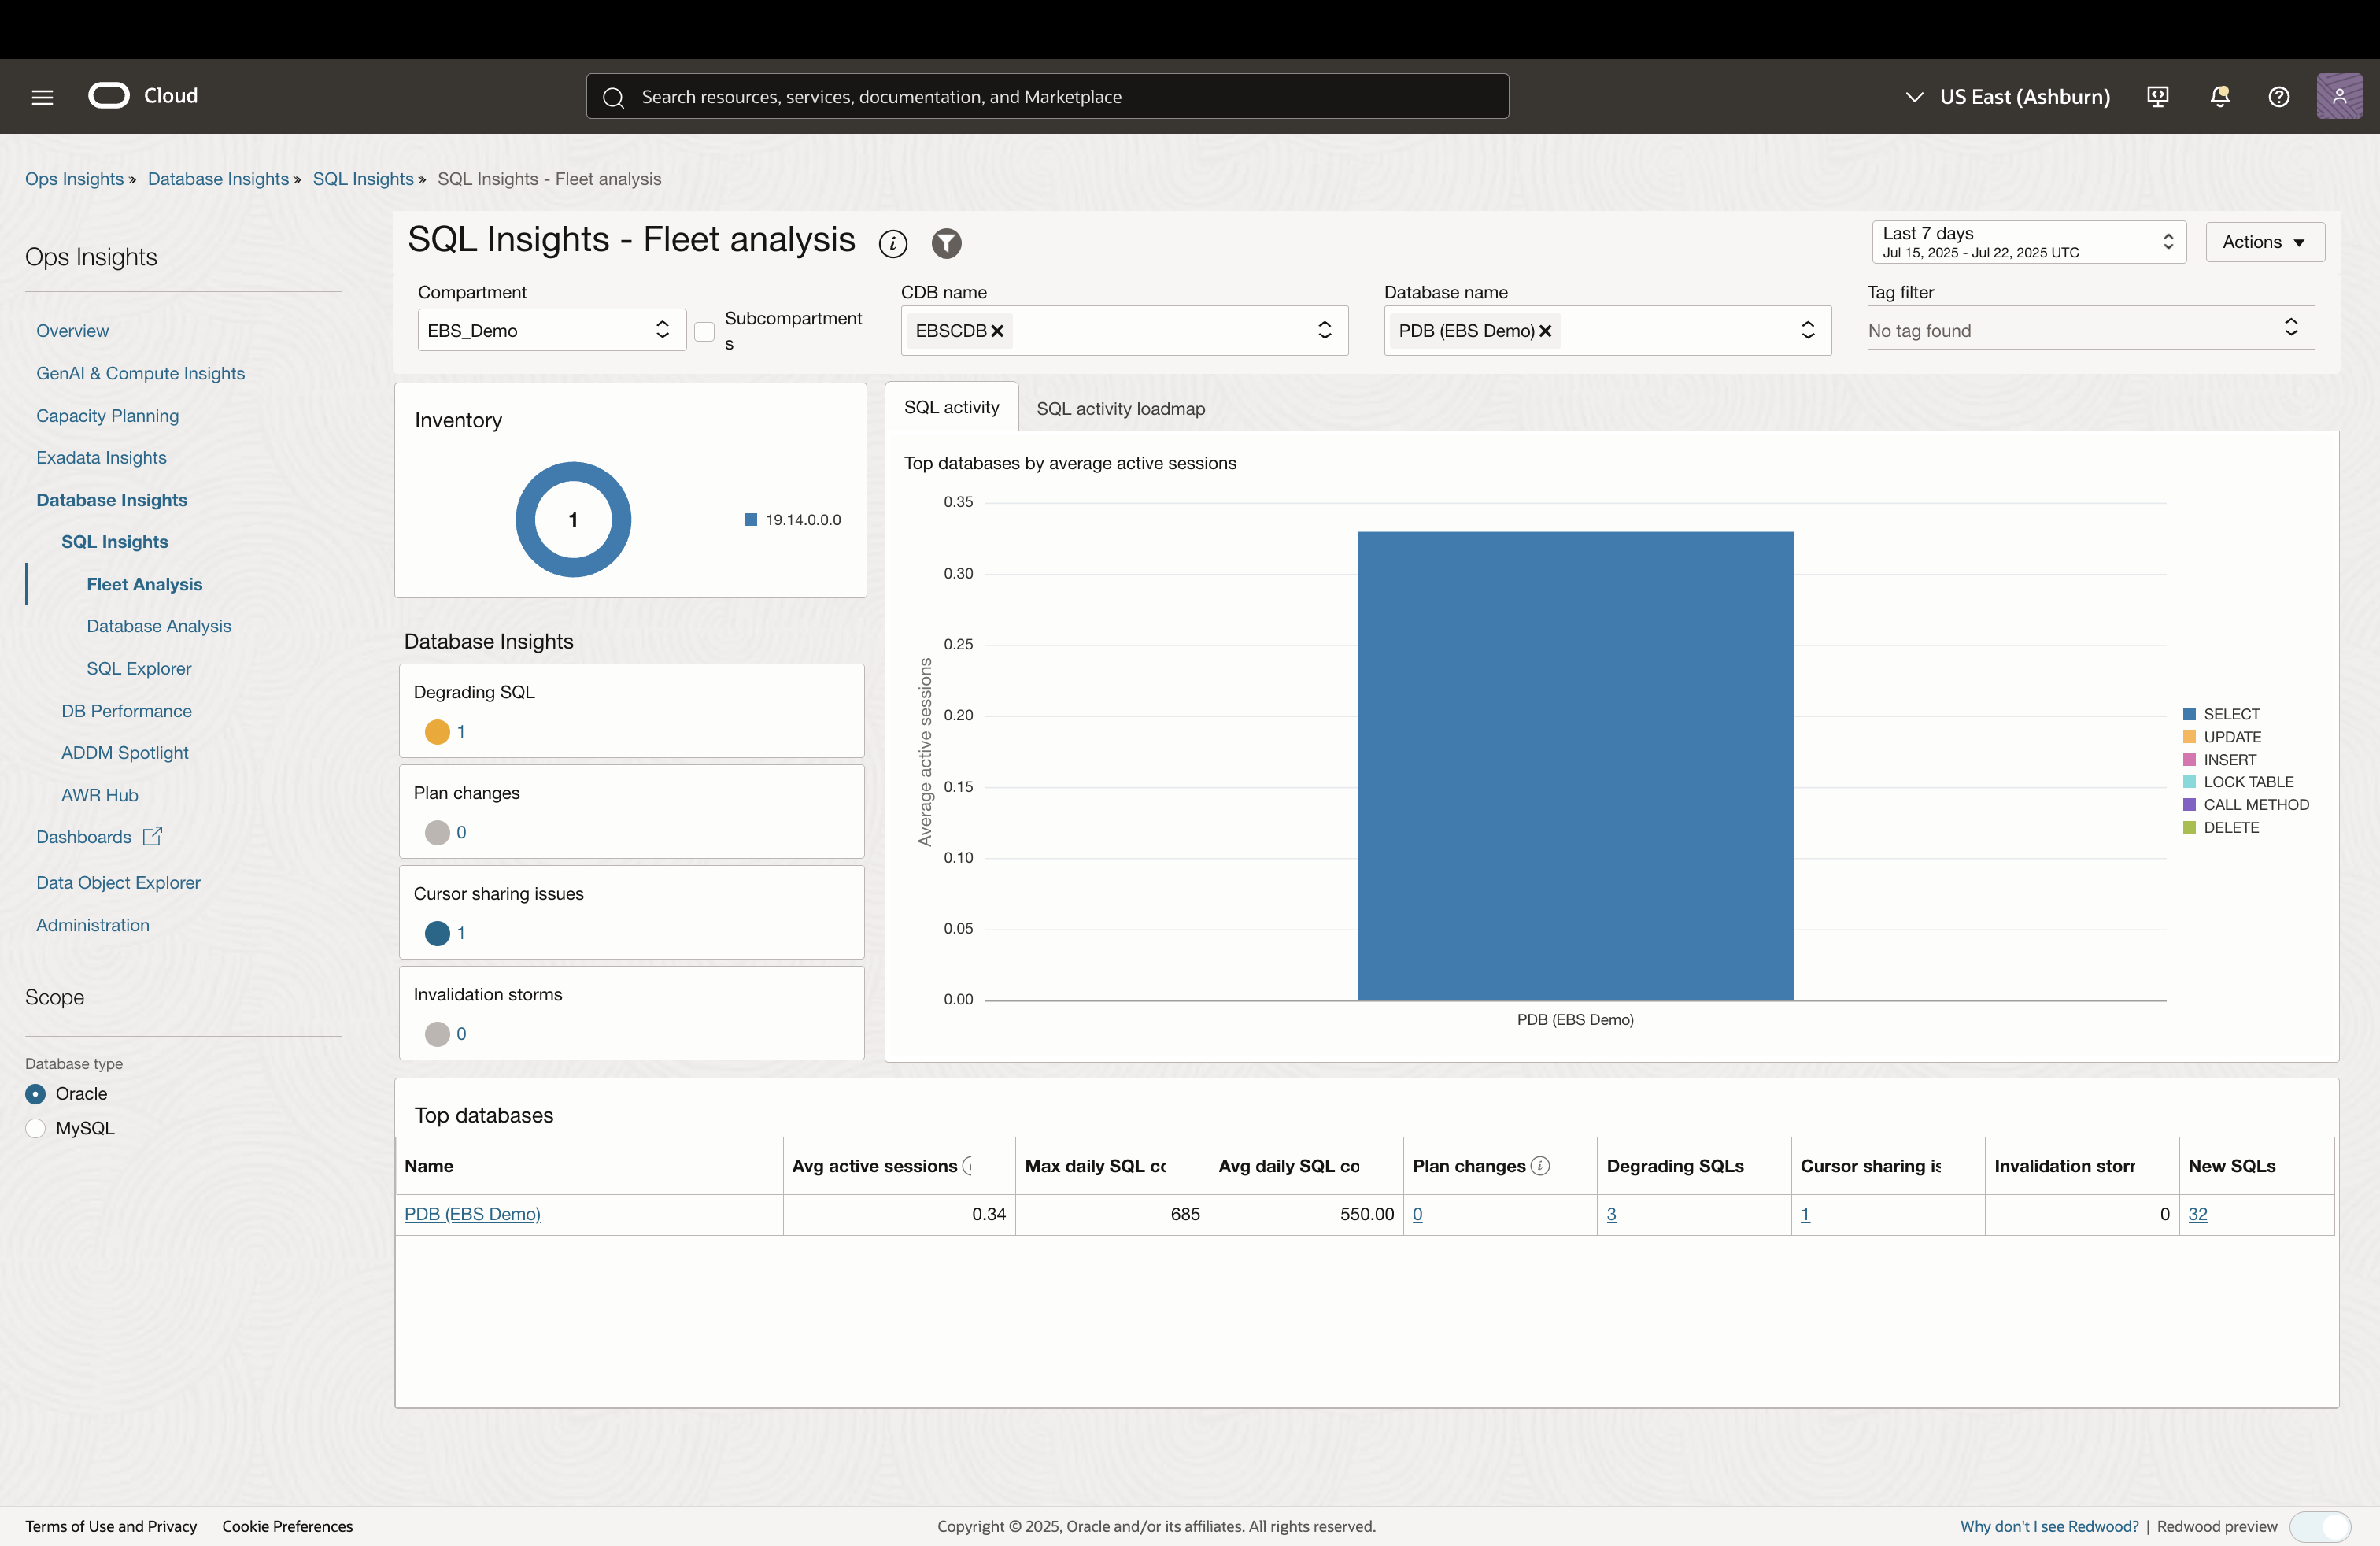 Cloud
Search resources, services, documentation, and Marketplace
US East (Ashburn)
Ops Insights » Database Insights » SQL Insights » SQL Insights - Fleet analysis
Ops Insights
Overview
GenAI & Compute Insights
Capacity Planning
Exadata Insights
Database Insights
SQL Insights
Fleet Analysis
Database Analysis
SQL Explorer
DB Performance
ADDM Spotlight
AWR Hub
Dashboards
Data Object Explorer
Administration
Scope
Database type
Oracle
MySQL
SQL Insights - Fleet analysis
Last 7 days
Jul 15, 2025 - Jul 22, 2025 UTC
Actions
Compartment
EBS_Demo
Subcompartment
s
CDB name
EBSCDB
Database name
PDB (EBS Demo)
Tag filter
No tag found
Inventory
1
19.14.0.0.0
Database Insights
Degrading SQL
1
Plan changes
0
Cursor sharing issues
1
Invalidation storms
0
SQL activity
SQL activity loadmap
Top databases by average active sessions
Average active sessions
0.35
0.30
0.25
0.20
0.15
0.10
0.05
0.00
PDB (EBS Demo)
SELECT
UPDATE
INSERT
LOCK TABLE
CALL METHOD
DELETE
Top databases
Name Avg active sessions Max daily SQL cc Avg daily SQL co Plan changes Degrading SQLs Cursor sharing is Invalidation storr New SQLs
PDB (EBS Demo) 0.34 685 550.00 0 3 1 0 32
Terms of Use and Privacy Cookie Preferences
Copyright © 2025, Oracle and/or its affiliates. All rights reserved.
Why don't I see Redwood? | Redwood preview